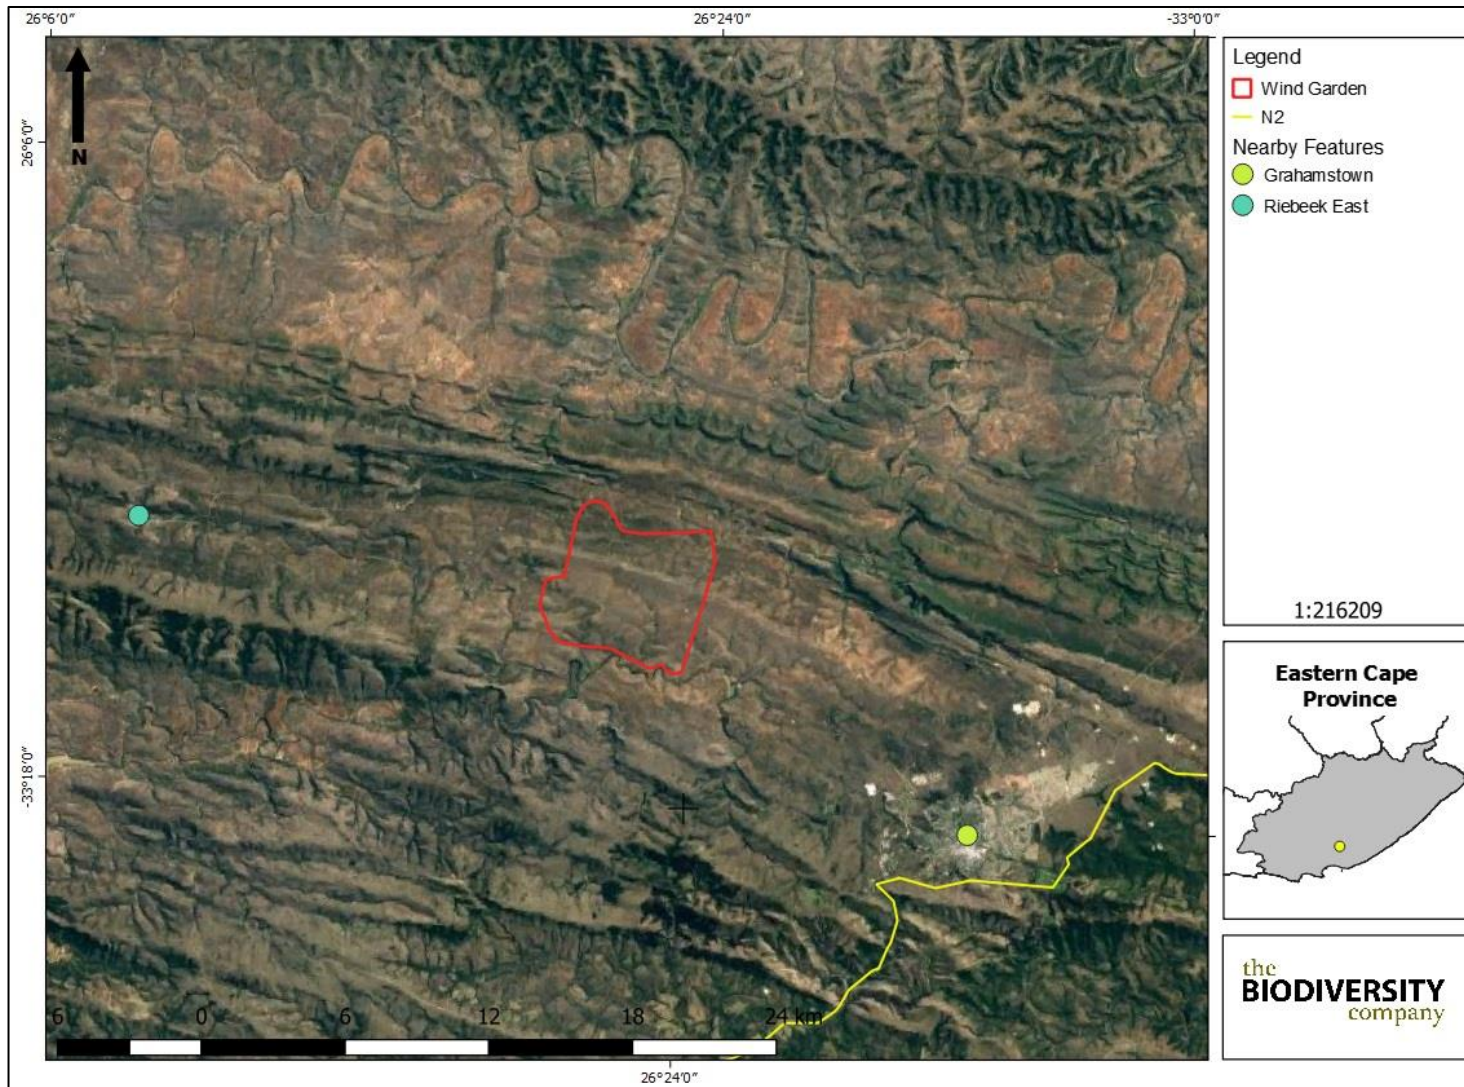 26°6′0″
26°24′0″
-33°0′0″
26°6′0″
N
-33°18′0″
6 0 6 12 18 24 km
26°24′0″
Legend
Wind Garden
N2
Nearby Features
Grahamstown
Riebeek East
1:216209
Eastern Cape
Province
the
BIODIVERSITY
company